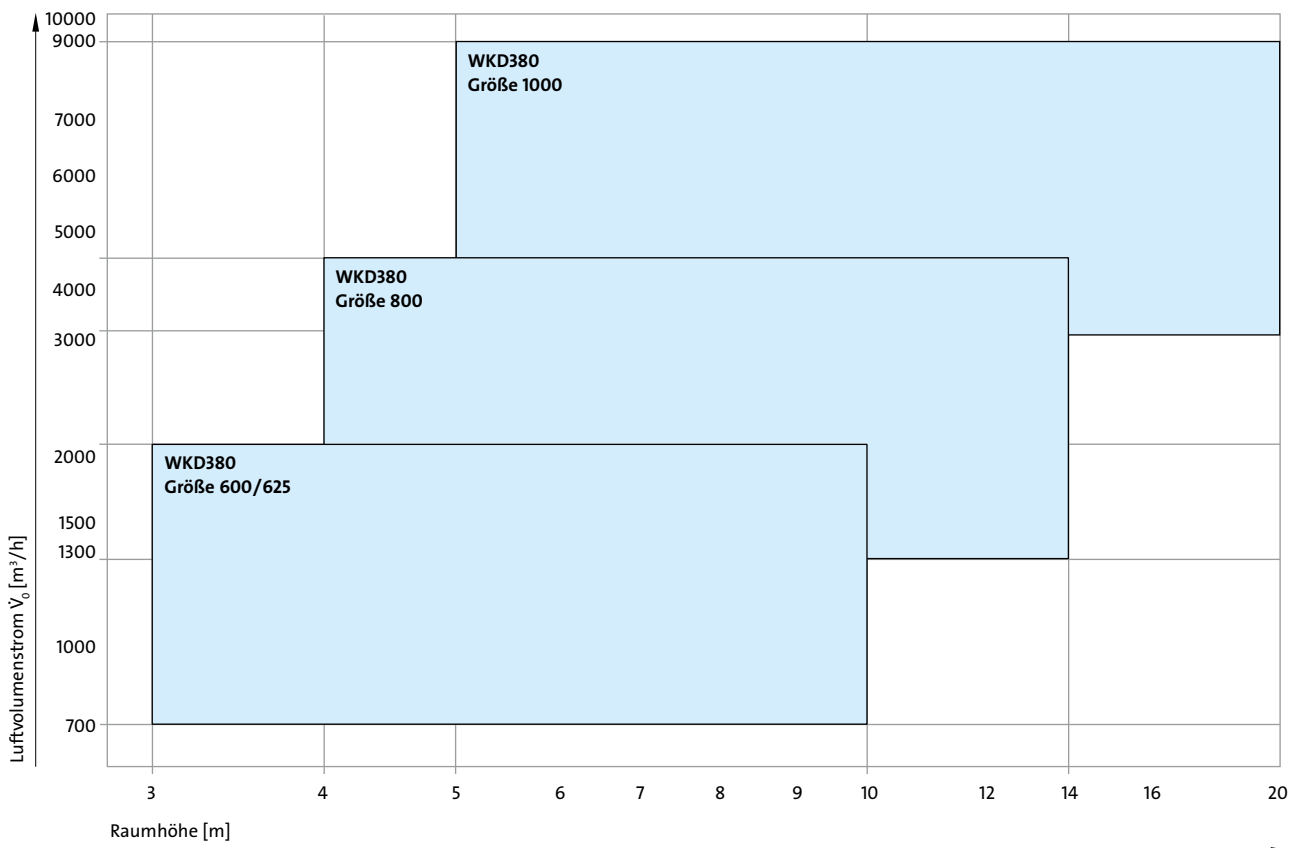 10000
9000
7000
6000
5000
4000
3000
2000
1500
1300
1000
700
Luftvolumenstrom V̇₀ [m³/h]
WKD380
Größe 1000
WKD380
Größe 800
WKD380
Größe 600/625
3 4 5 6 7 8 9 10 12 14 16 20
Raumhöhe [m]